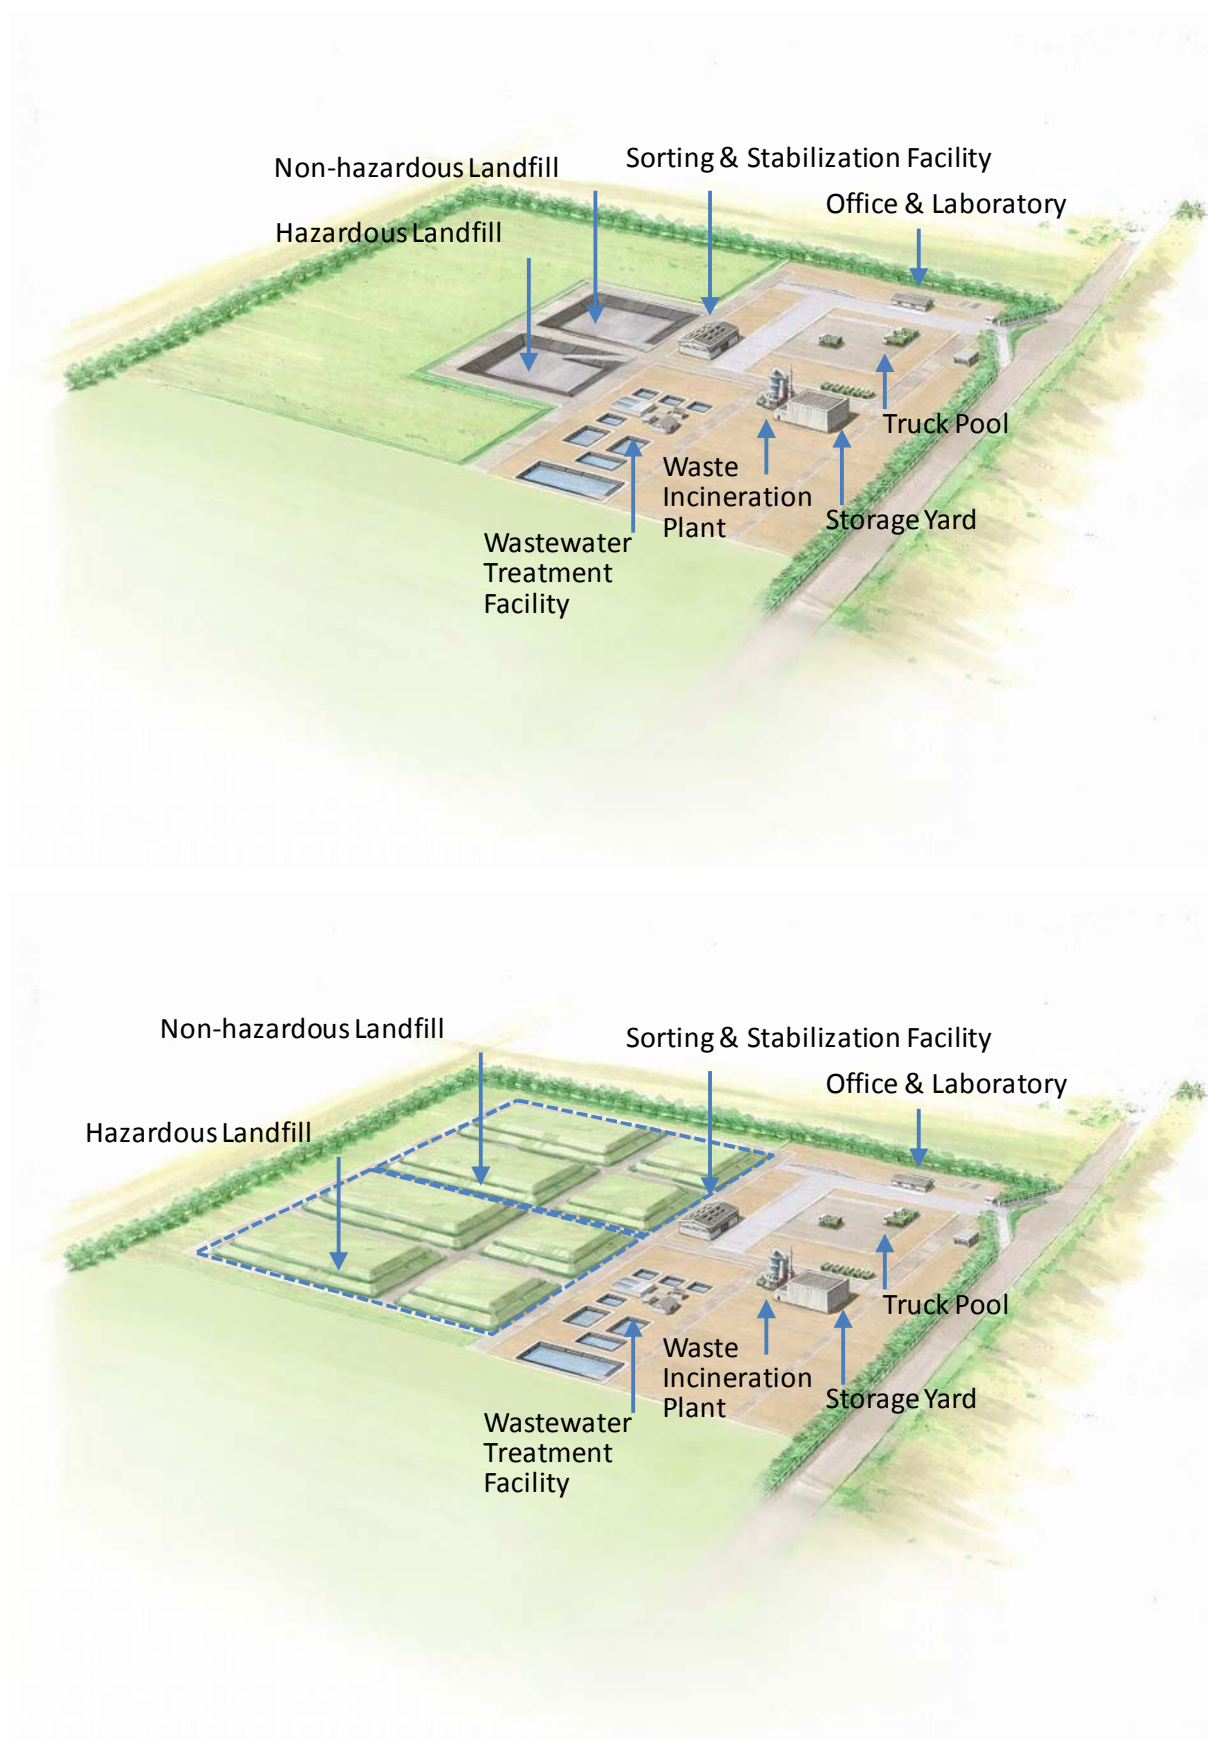 Non-hazardous Landfill
Sorting & Stabilization Facility
Office & Laboratory
Hazardous Landfill
Truck Pool
Waste
Incineration
Plant
Storage Yard
Wastewater
Treatment
Facility
Non-hazardous Landfill
Sorting & Stabilization Facility
Office & Laboratory
Hazardous Landfill
Truck Pool
Waste
Incineration
Plant
Storage Yard
Wastewater
Treatment
Facility